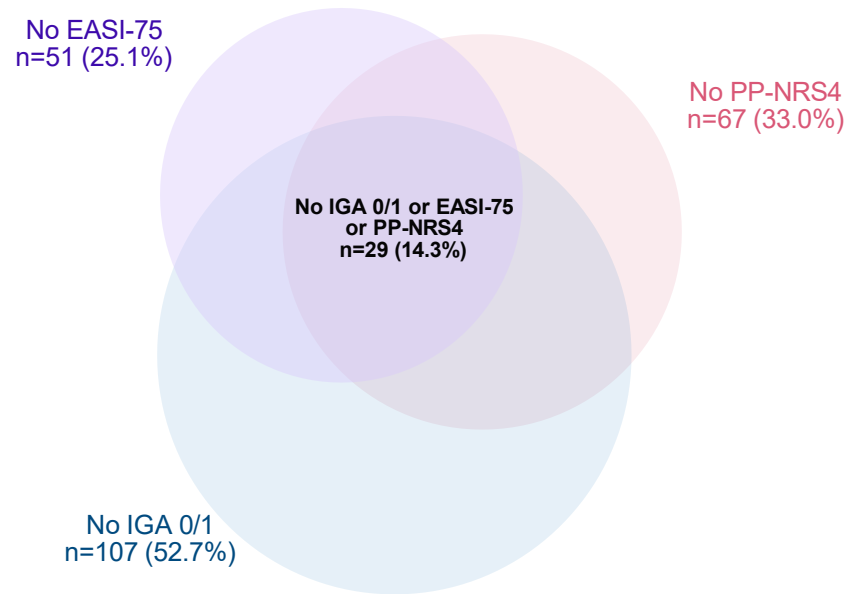 No EASI-75
n=51 (25.1%)
No PP-NRS4
n=67 (33.0%)
No IGA 0/1 or EASI-75
or PP-NRS4
n=29 (14.3%)
No IGA 0/1
n=107 (52.7%)